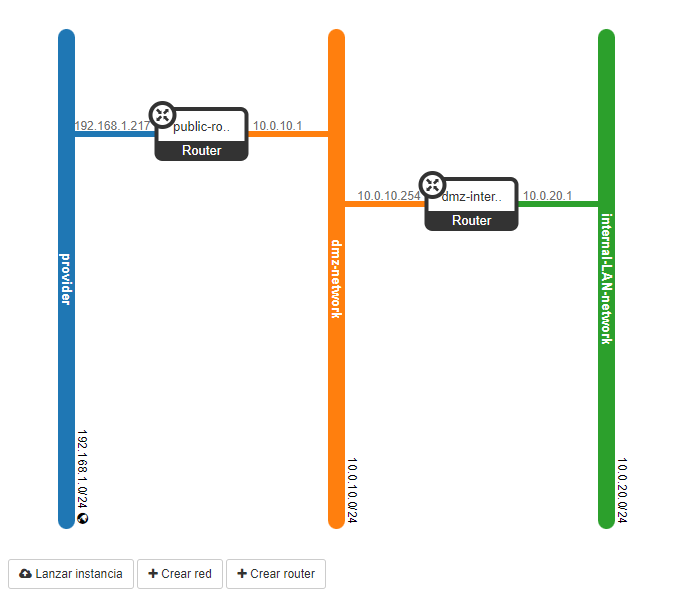 192.168.1.217
public-ro..
10.0.10.1
Router
10.0.10.254
dmz-inter..
10.0.20.1
Router
provider
dmz-network
internal-LAN-network
192.168.1.0/24
10.0.10.0/24
10.0.20.0/24
Lanzar instancia
Crear red
Crear router